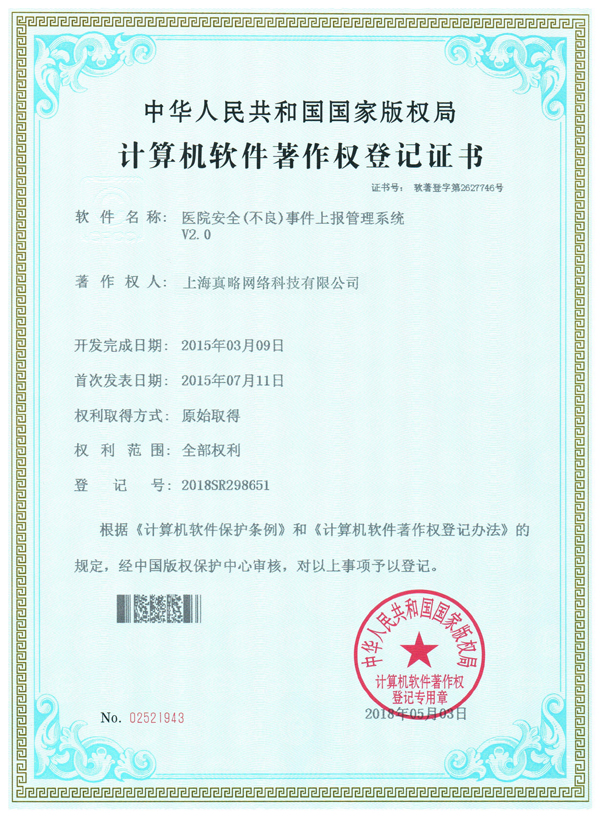 中华人民共和国国家版权局
计算机软件著作权登记证书
证书号： 软著登字第2627746号
软件名称： 医院安全(不良)事件上报管理系统
V2.0
著作权人： 上海真略网络科技有限公司
开发完成日期： 2015年03月09日
首次发表日期： 2015年07月11日
权利取得方式： 原始取得
权利范围： 全部权利
登记号： 2018SR298651
根据《计算机软件保护条例》和《计算机软件著作权登记办法》的
规定，经中国版权保护中心审核，对以上事项予以登记。
中华人民共和国国家版权局
计算机软件著作权
登记专用章
No. 02521943
2018年05月03日